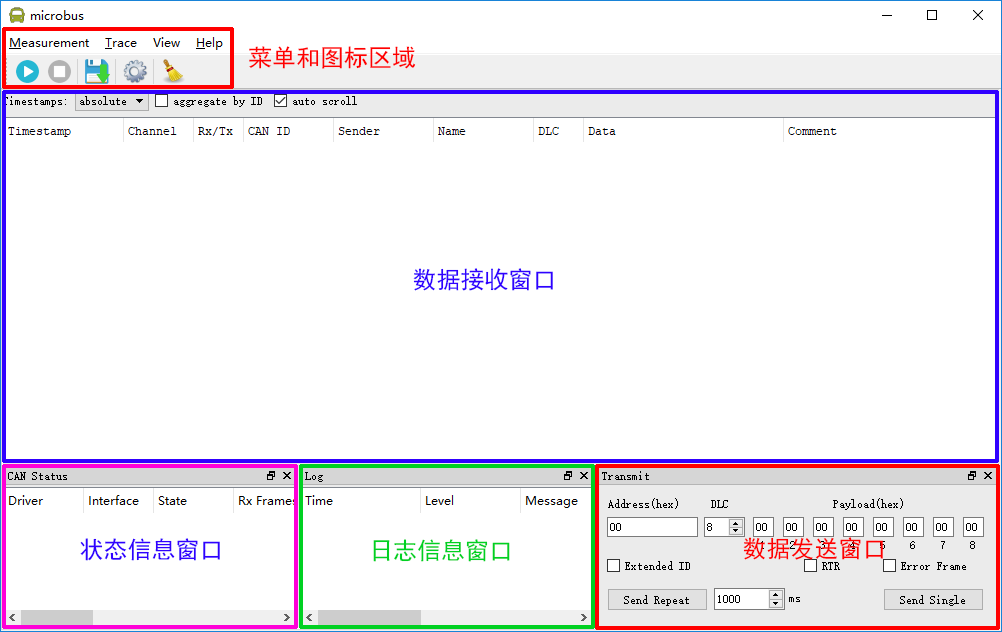 microbus
Measurement Trace View Help
菜单和图标区域
Timestamps: absolute aggregate by ID auto scroll
Timestamp Channel Rx/Tx CAN ID Sender Name DLC Data Comment
数据接收窗口
CAN Status
Driver Interface State Rx Frames
状态信息窗口
Log
Time Level Message
日志信息窗口
Transmit
Address(hex) DLC Payload(hex)
00 8 00 00 00 00 00 00 00 00
1 2 3 4 5 6 7 8
数据发送窗口
Extended ID RTR Error Frame
Send Repeat 1000 ms Send Single